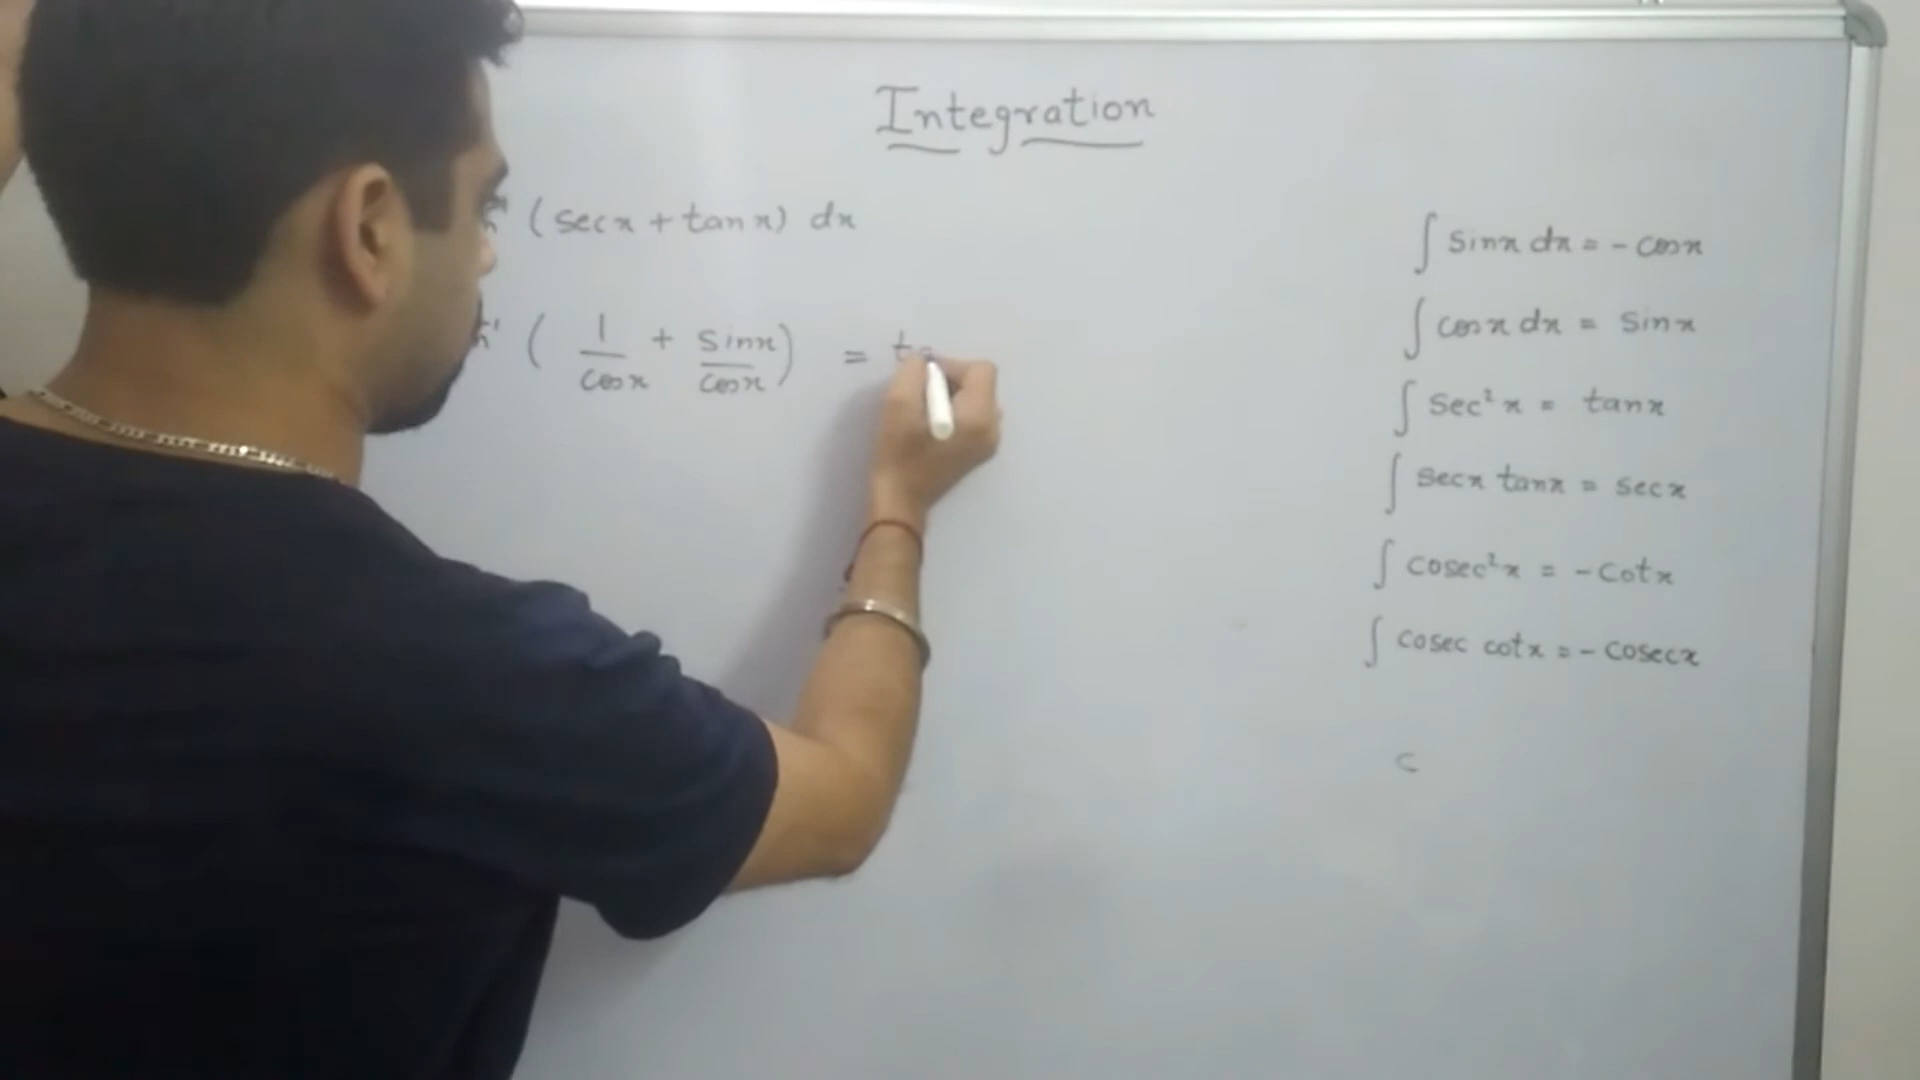 Integration
(secx + tanx) dx
( 1/cosx + sinx/cosx ) =
∫ sinx dx = - cosx
∫ cosx dx = sinx
∫ sec²x = tanx
∫ secx tanx = secx
∫ cosec²x = - cotx
∫ cosec cotx = - cosecx